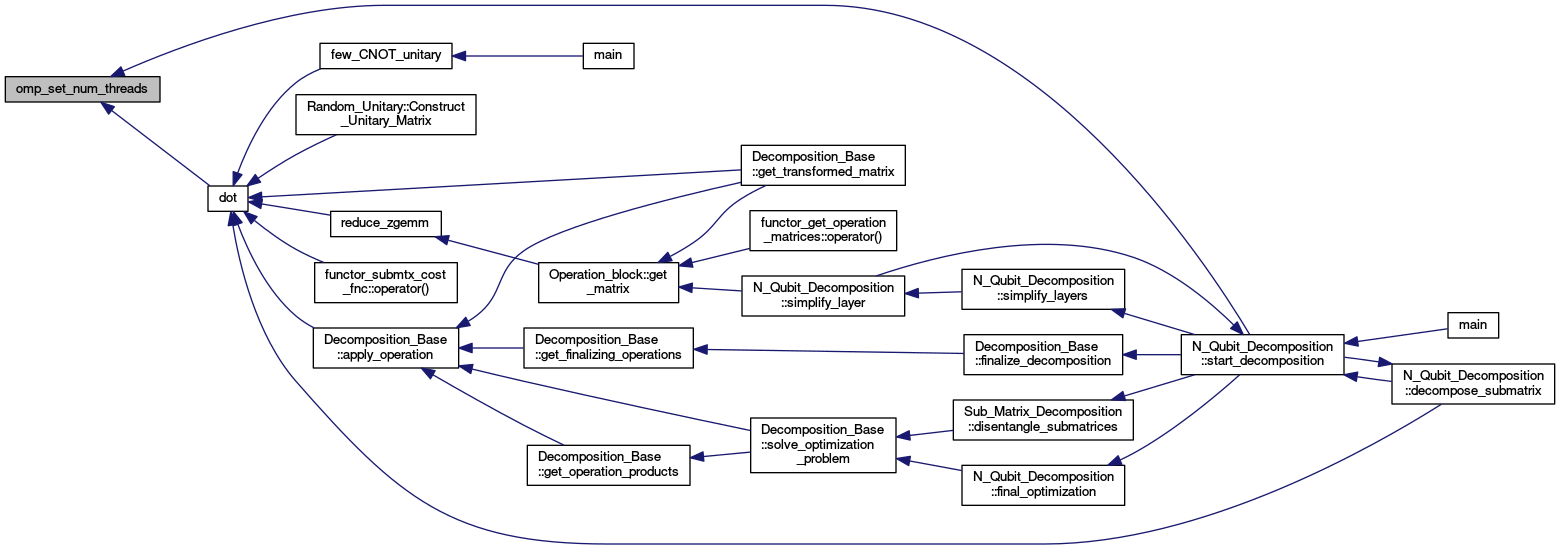 omp_set_num_threads
few_CNOT_unitary
main
Random_Unitary::Construct
_Unitary_Matrix
dot
Decomposition_Base
::get_transformed_matrix
reduce_zgemm
functor_get_operation
_matrices::operator()
functor_submtx_cost
_fnc::operator()
Operation_block::get
_matrix
N_Qubit_Decomposition
::simplify_layer
N_Qubit_Decomposition
::simplify_layers
Decomposition_Base
::apply_operation
Decomposition_Base
::get_finalizing_operations
Decomposition_Base
::finalize_decomposition
N_Qubit_Decomposition
::start_decomposition
main
N_Qubit_Decomposition
::decompose_submatrix
Decomposition_Base
::get_operation_products
Decomposition_Base
::solve_optimization
_problem
Sub_Matrix_Decomposition
::disentangle_submatrices
N_Qubit_Decomposition
::final_optimization